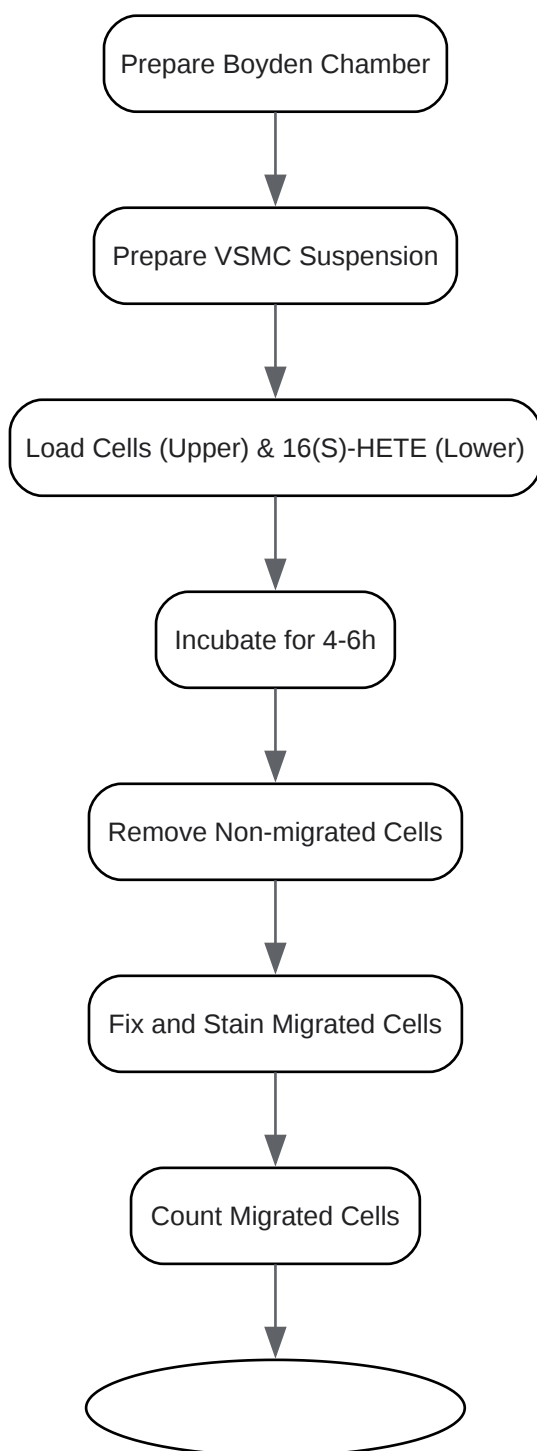 Prepare Boyden Chamber
Prepare VSMC Suspension
Load Cells (Upper) & 16(S)-HETE (Lower)
Incubate for 4-6h
Remove Non-migrated Cells
Fix and Stain Migrated Cells
Count Migrated Cells